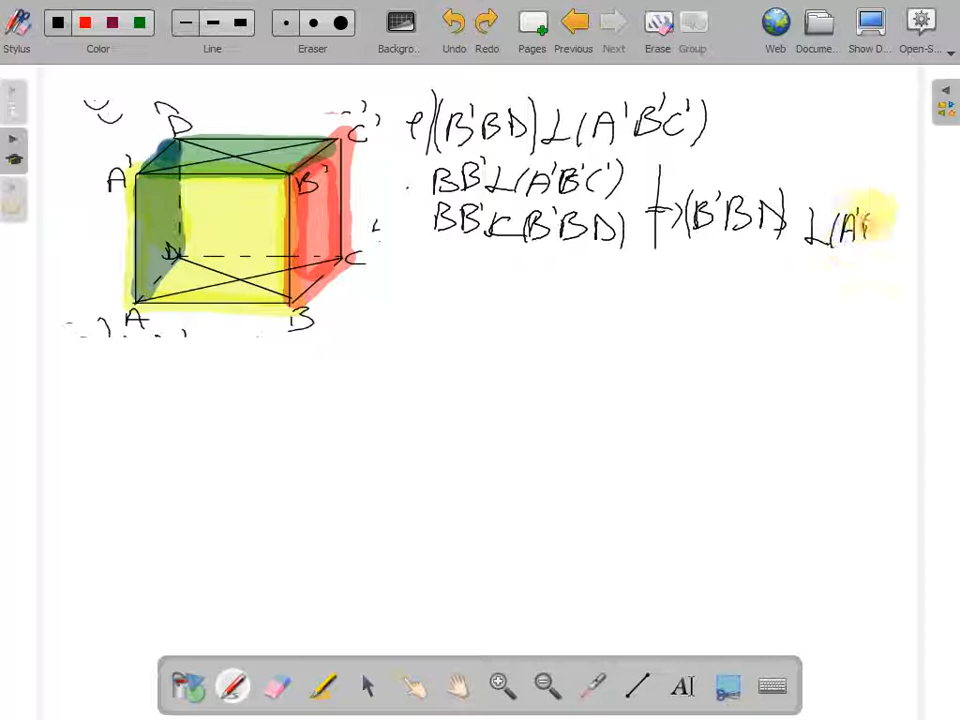 Stylus Color Line Eraser Backgro... Undo Redo Pages Previous Next Erase Group Web Docume... Show D... Open-S...
D C'
A' B'
D C
A B
e) (B'BD) ⊥ (A'B'C')
BB' ⊥ (A'B'C')
BB' ⊂ (B'BD) => (B'BD) ⊥ (A'